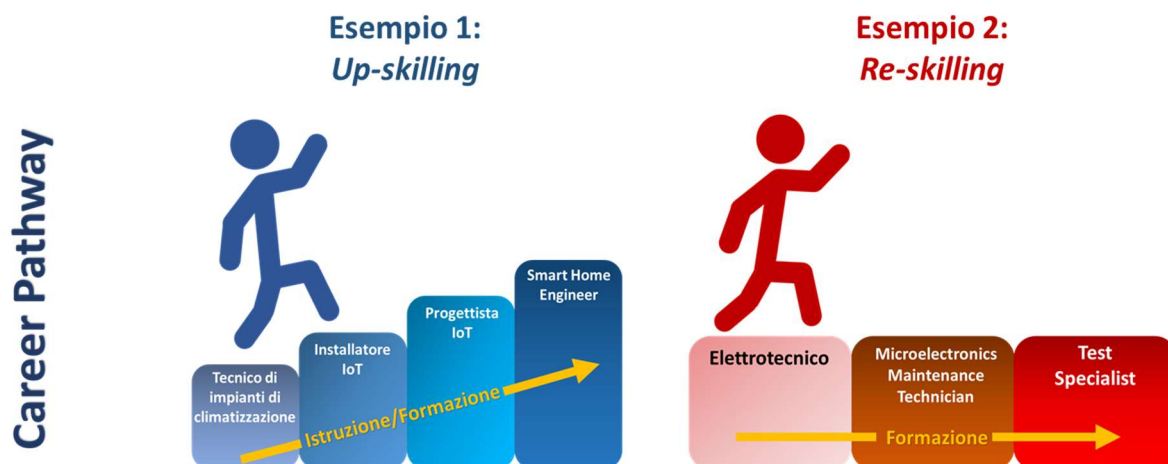 Career Pathway
Esempio 1:
Up-skilling
Tecnico di
impianti di
climatizzazione
Installatore
IoT
Progettista
IoT
Smart Home
Engineer
Istruzione/Formazione
Esempio 2:
Re-skilling
Elettrotecnico
Microelectronics
Maintenance
Technician
Test
Specialist
Formazione